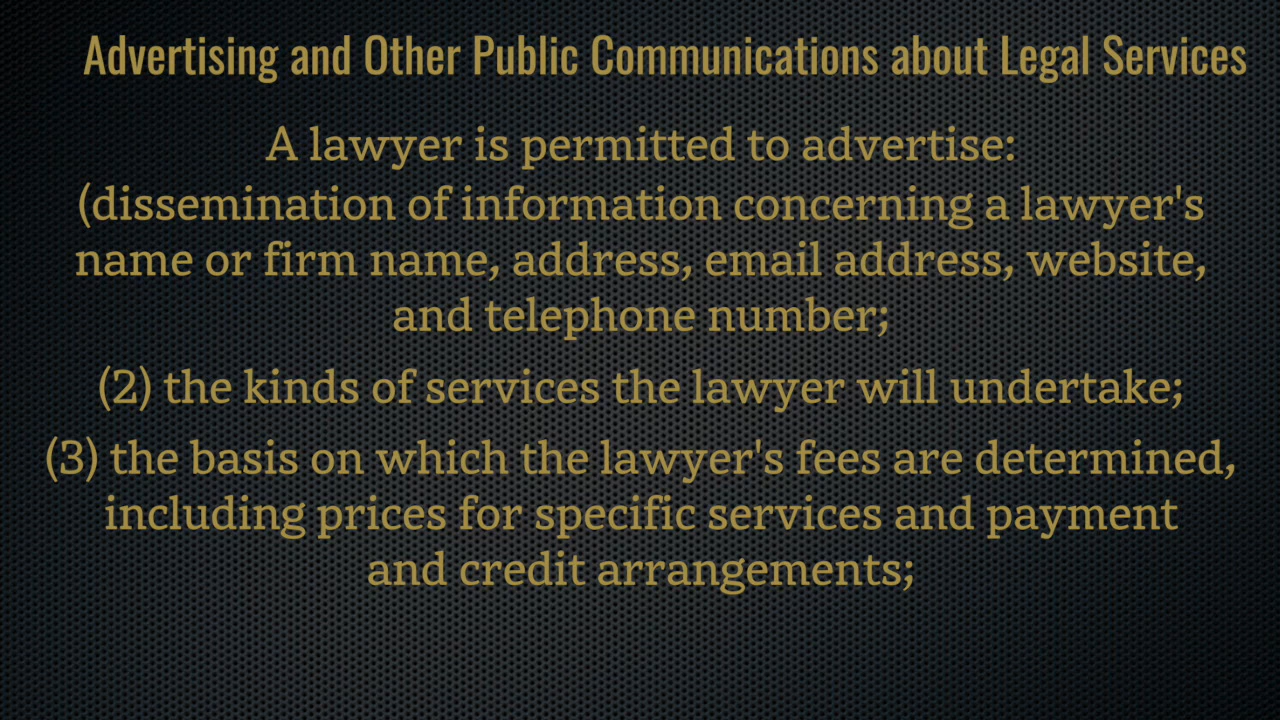 Advertising and Other Public Communications about Legal Services
A lawyer is permitted to advertise:
(dissemination of information concerning a lawyer's
name or firm name, address, email address, website,
and telephone number;
(2) the kinds of services the lawyer will undertake;
(3) the basis on which the lawyer's fees are determined,
including prices for specific services and payment
and credit arrangements;